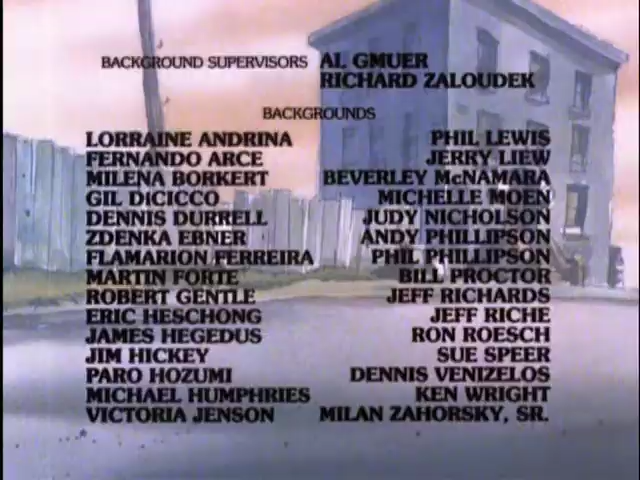 BACKGROUND SUPERVISORS AL GMUER
RICHARD ZALOUDEK
BACKGROUNDS
LORRAINE ANDRINA PHIL LEWIS
FERNANDO ARCE JERRY LIEW
MILENA BORKERT BEVERLEY McNAMARA
GIL DiCICCO MICHELLE MOEN
DENNIS DURRELL JUDY NICHOLSON
ZDENKA EBNER ANDY PHILLIPSON
FLAMARION FERREIRA PHIL PHILLIPSON
MARTIN FORTE BILL PROCTOR
ROBERT GENTLE JEFF RICHARDS
ERIC HESCHONG JEFF RICHE
JAMES HEGEDUS RON ROESCH
JIM HICKEY SUE SPEER
PARO HOZUMI DENNIS VENIZELOS
MICHAEL HUMPHRIES KEN WRIGHT
VICTORIA JENSON MILAN ZAHORSKY, SR.